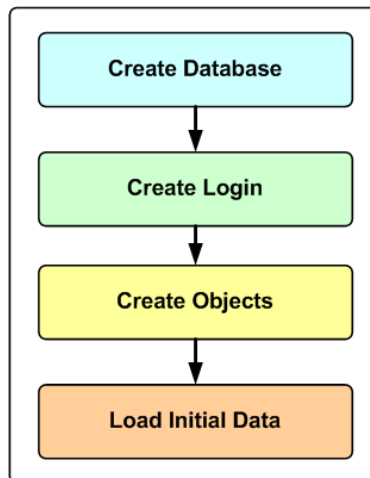 Create Database
Create Login
Create Objects
Load Initial Data